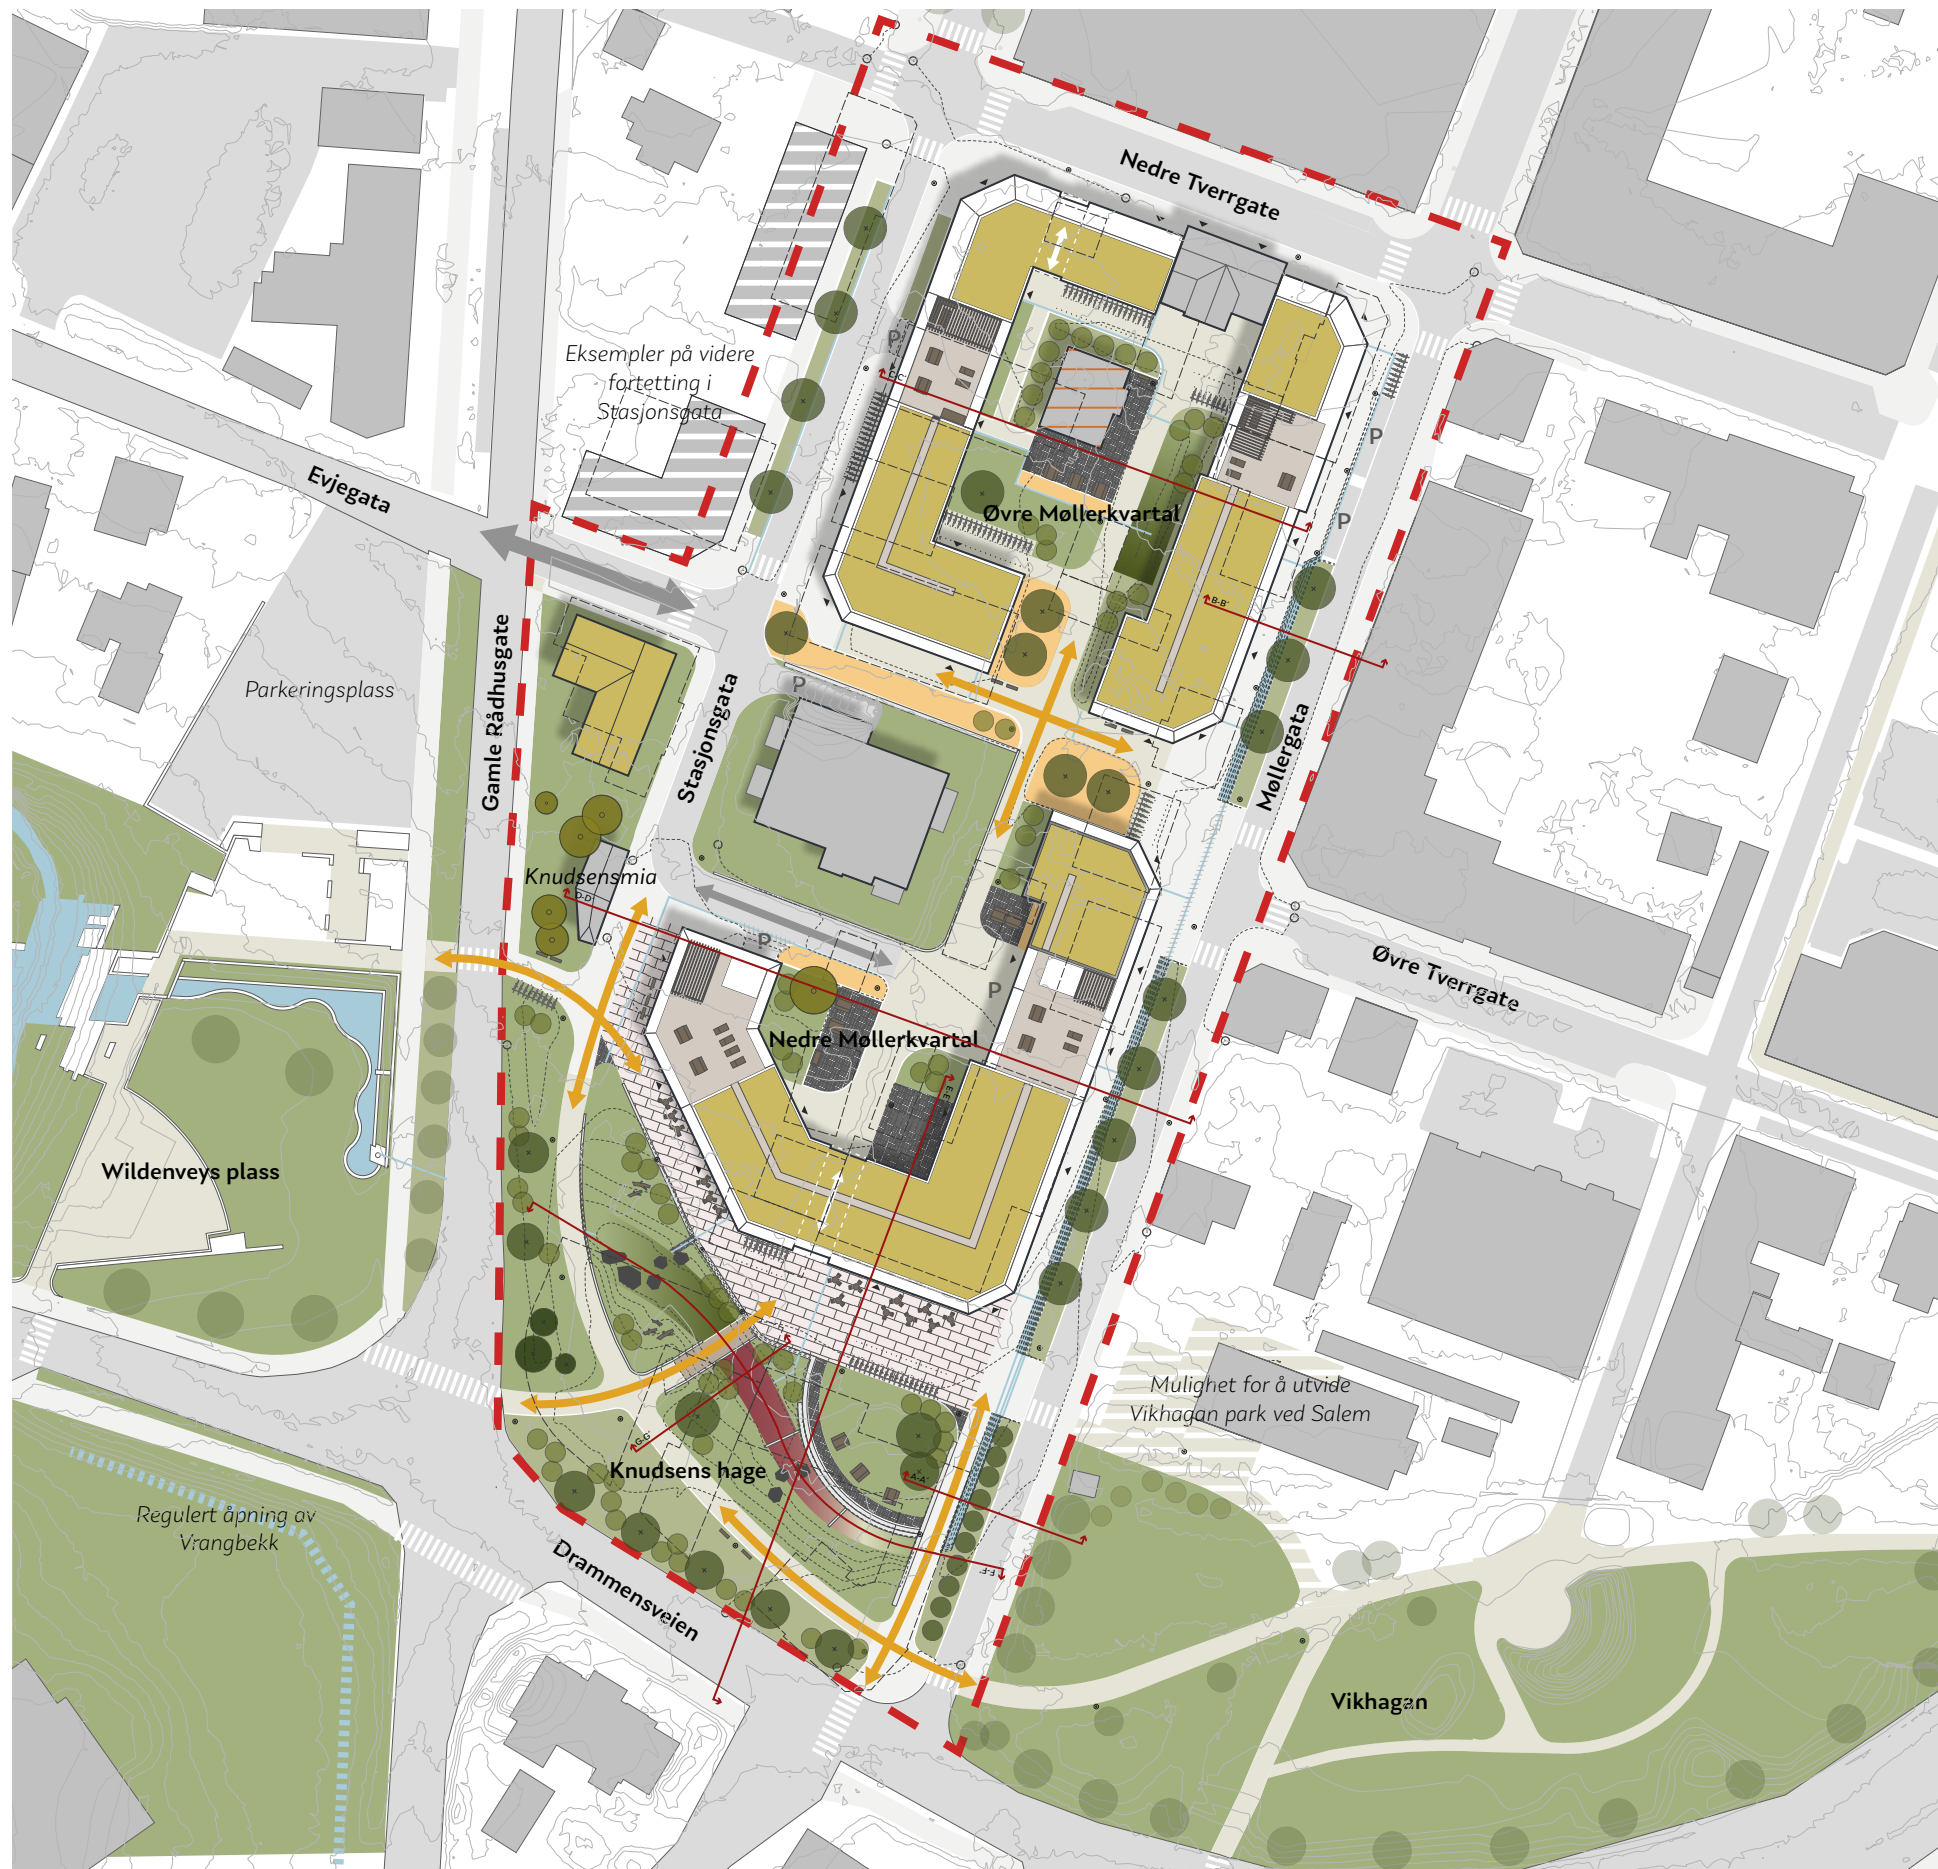 Nedre Tverrgate
Eksempler på videre
fortetting i
Stasjonsgata
P
C-C'
P
Evjegata
Øvre Møllerkvartal
P
B-B'
Gamle Rådhusgate
Parkeringsplass
Stasjonsgata
P
Møllergata
Knudsensmia
D-D'
P
Øvre Tverrgate
P
Nedre Møllerkvartal
E-E'
Wildenveys plass
Mulighet for å utvide
Vikhagan park ved Salem
G-G'
Knudsens hage
A-A'
Regulert åpning av
Vrangbekk
Drammensveien
F-F'
Vikhagan